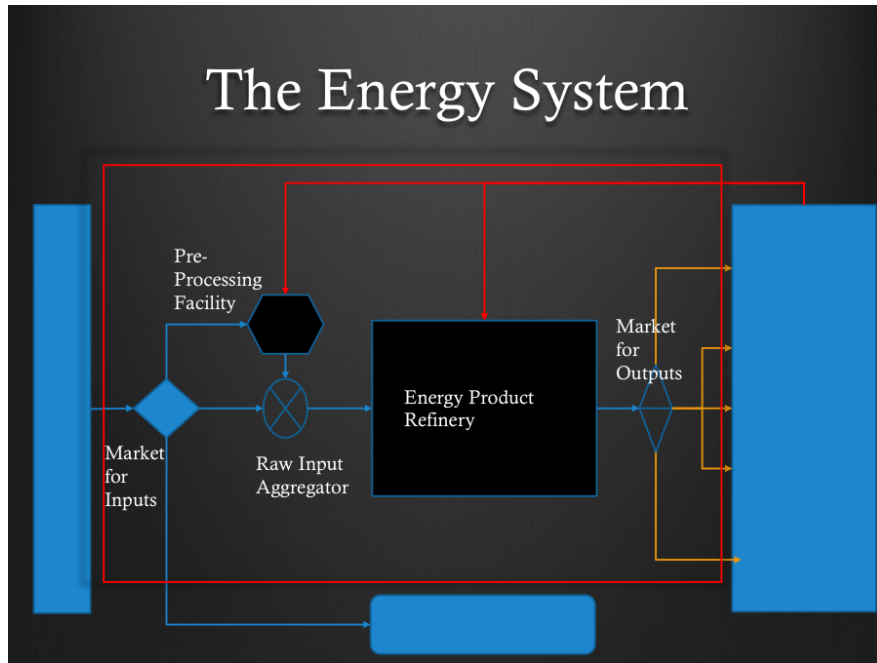 The Energy System
Pre-
Processing
Facility
Market
for
Outputs
Energy Product
Refinery
Market
for
Inputs
Raw Input
Aggregator